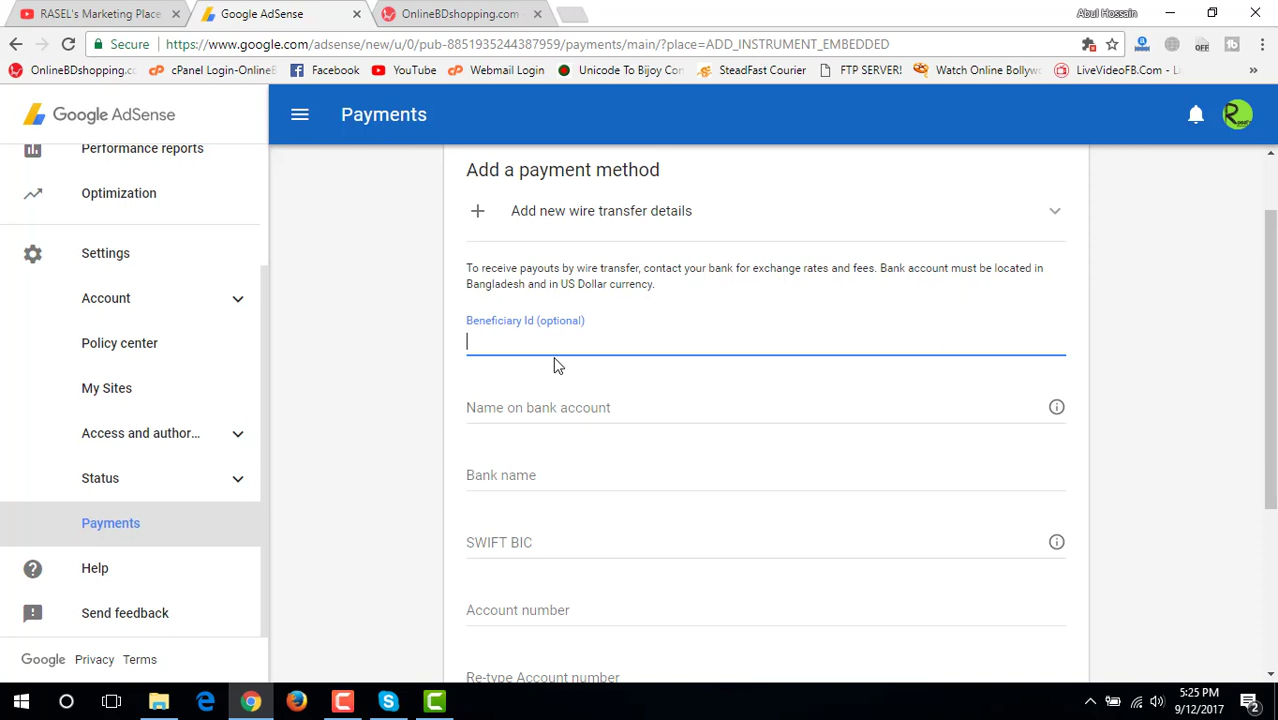 RASEL's Marketing Place
Google AdSense
OnlineBDshopping.com -
Abul Hossain
Secure
https://www.google.com/adsense/new/u/0/pub-8851935244387959/payments/main/?place=ADD_INSTRUMENT_EMBEDDED
OFF
OnlineBDshopping.co
cPanel Login-OnlineB
Facebook
YouTube
Webmail Login
Unicode To Bijoy Con
SteadFast Courier
FTP SERVER!
Watch Online Bollyw
LiveVideoFB.Com - Li
»
Google AdSense
Payments
Performance reports
Optimization
Settings
Account
Policy center
My Sites
Access and author...
Status
Payments
Help
Send feedback
Google Privacy Terms
Add a payment method
Add new wire transfer details
To receive payouts by wire transfer, contact your bank for exchange rates and fees. Bank account must be located in
Bangladesh and in US Dollar currency.
Beneficiary Id (optional)
Name on bank account
Bank name
SWIFT BIC
Account number
Re-type Account number
5:25 PM
9/12/2017
2